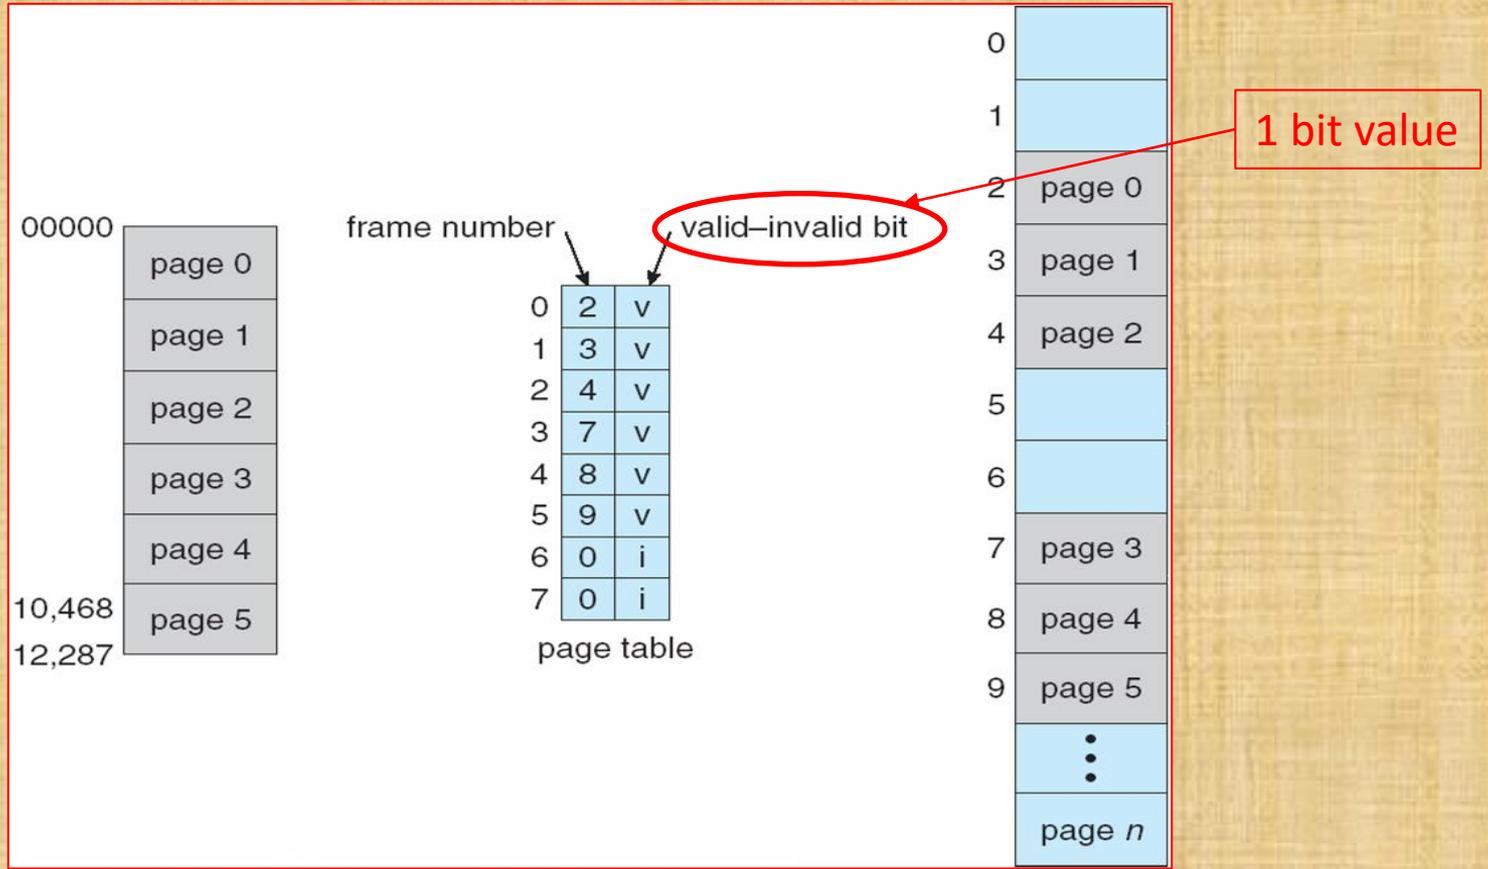 00000
page 0
page 1
page 2
page 3
page 4
10,468
page 5
12,287
frame number
valid–invalid bit
0 2 v
1 3 v
2 4 v
3 7 v
4 8 v
5 9 v
6 0 i
7 0 i
page table
0
1
2 page 0
3 page 1
4 page 2
5
6
7 page 3
8 page 4
9 page 5
page n
1 bit value